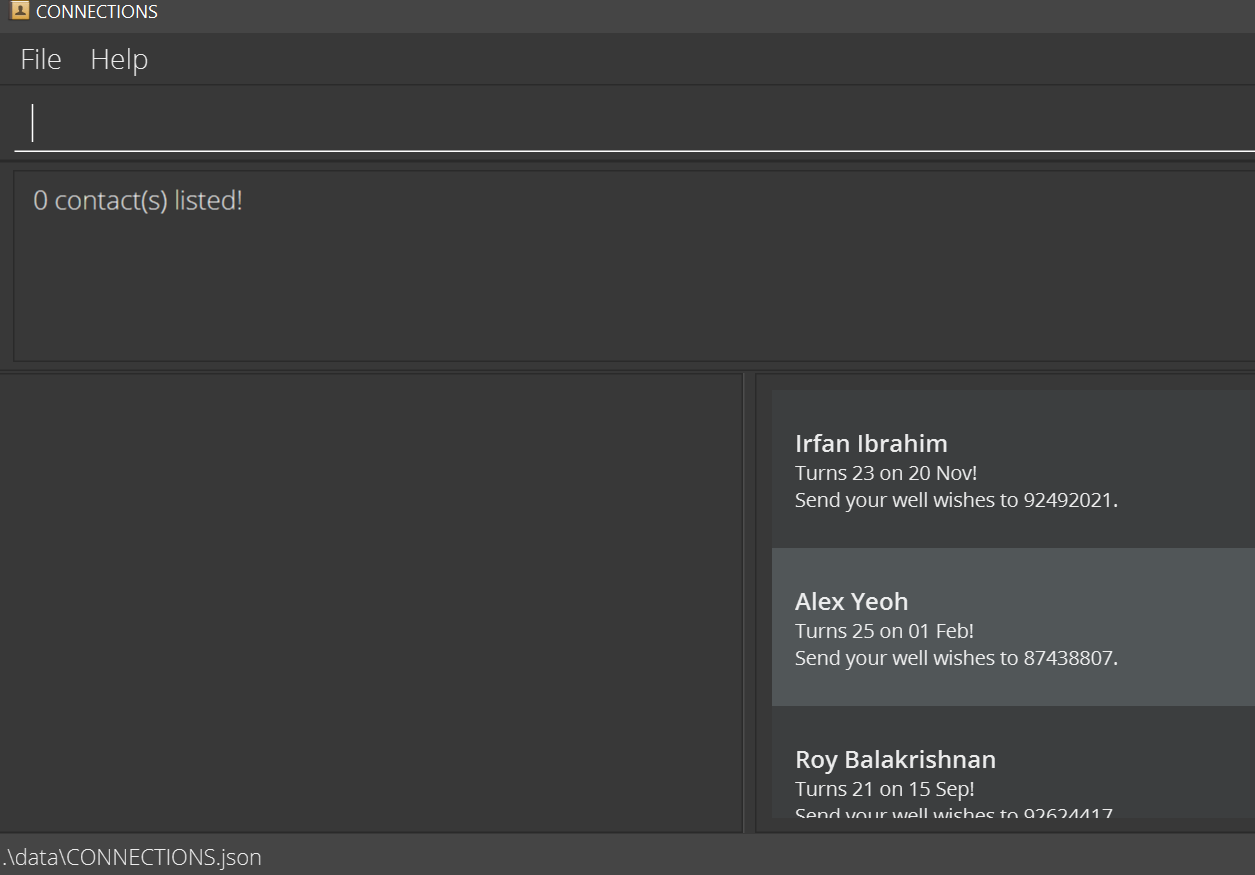 CONNECTIONS
File Help
0 contact(s) listed!
Irfan Ibrahim
Turns 23 on 20 Nov!
Send your well wishes to 92492021.
Alex Yeoh
Turns 25 on 01 Feb!
Send your well wishes to 87438807.
Roy Balakrishnan
Turns 21 on 15 Sep!
Send your well wishes to 92624417
.\data\CONNECTIONS.json